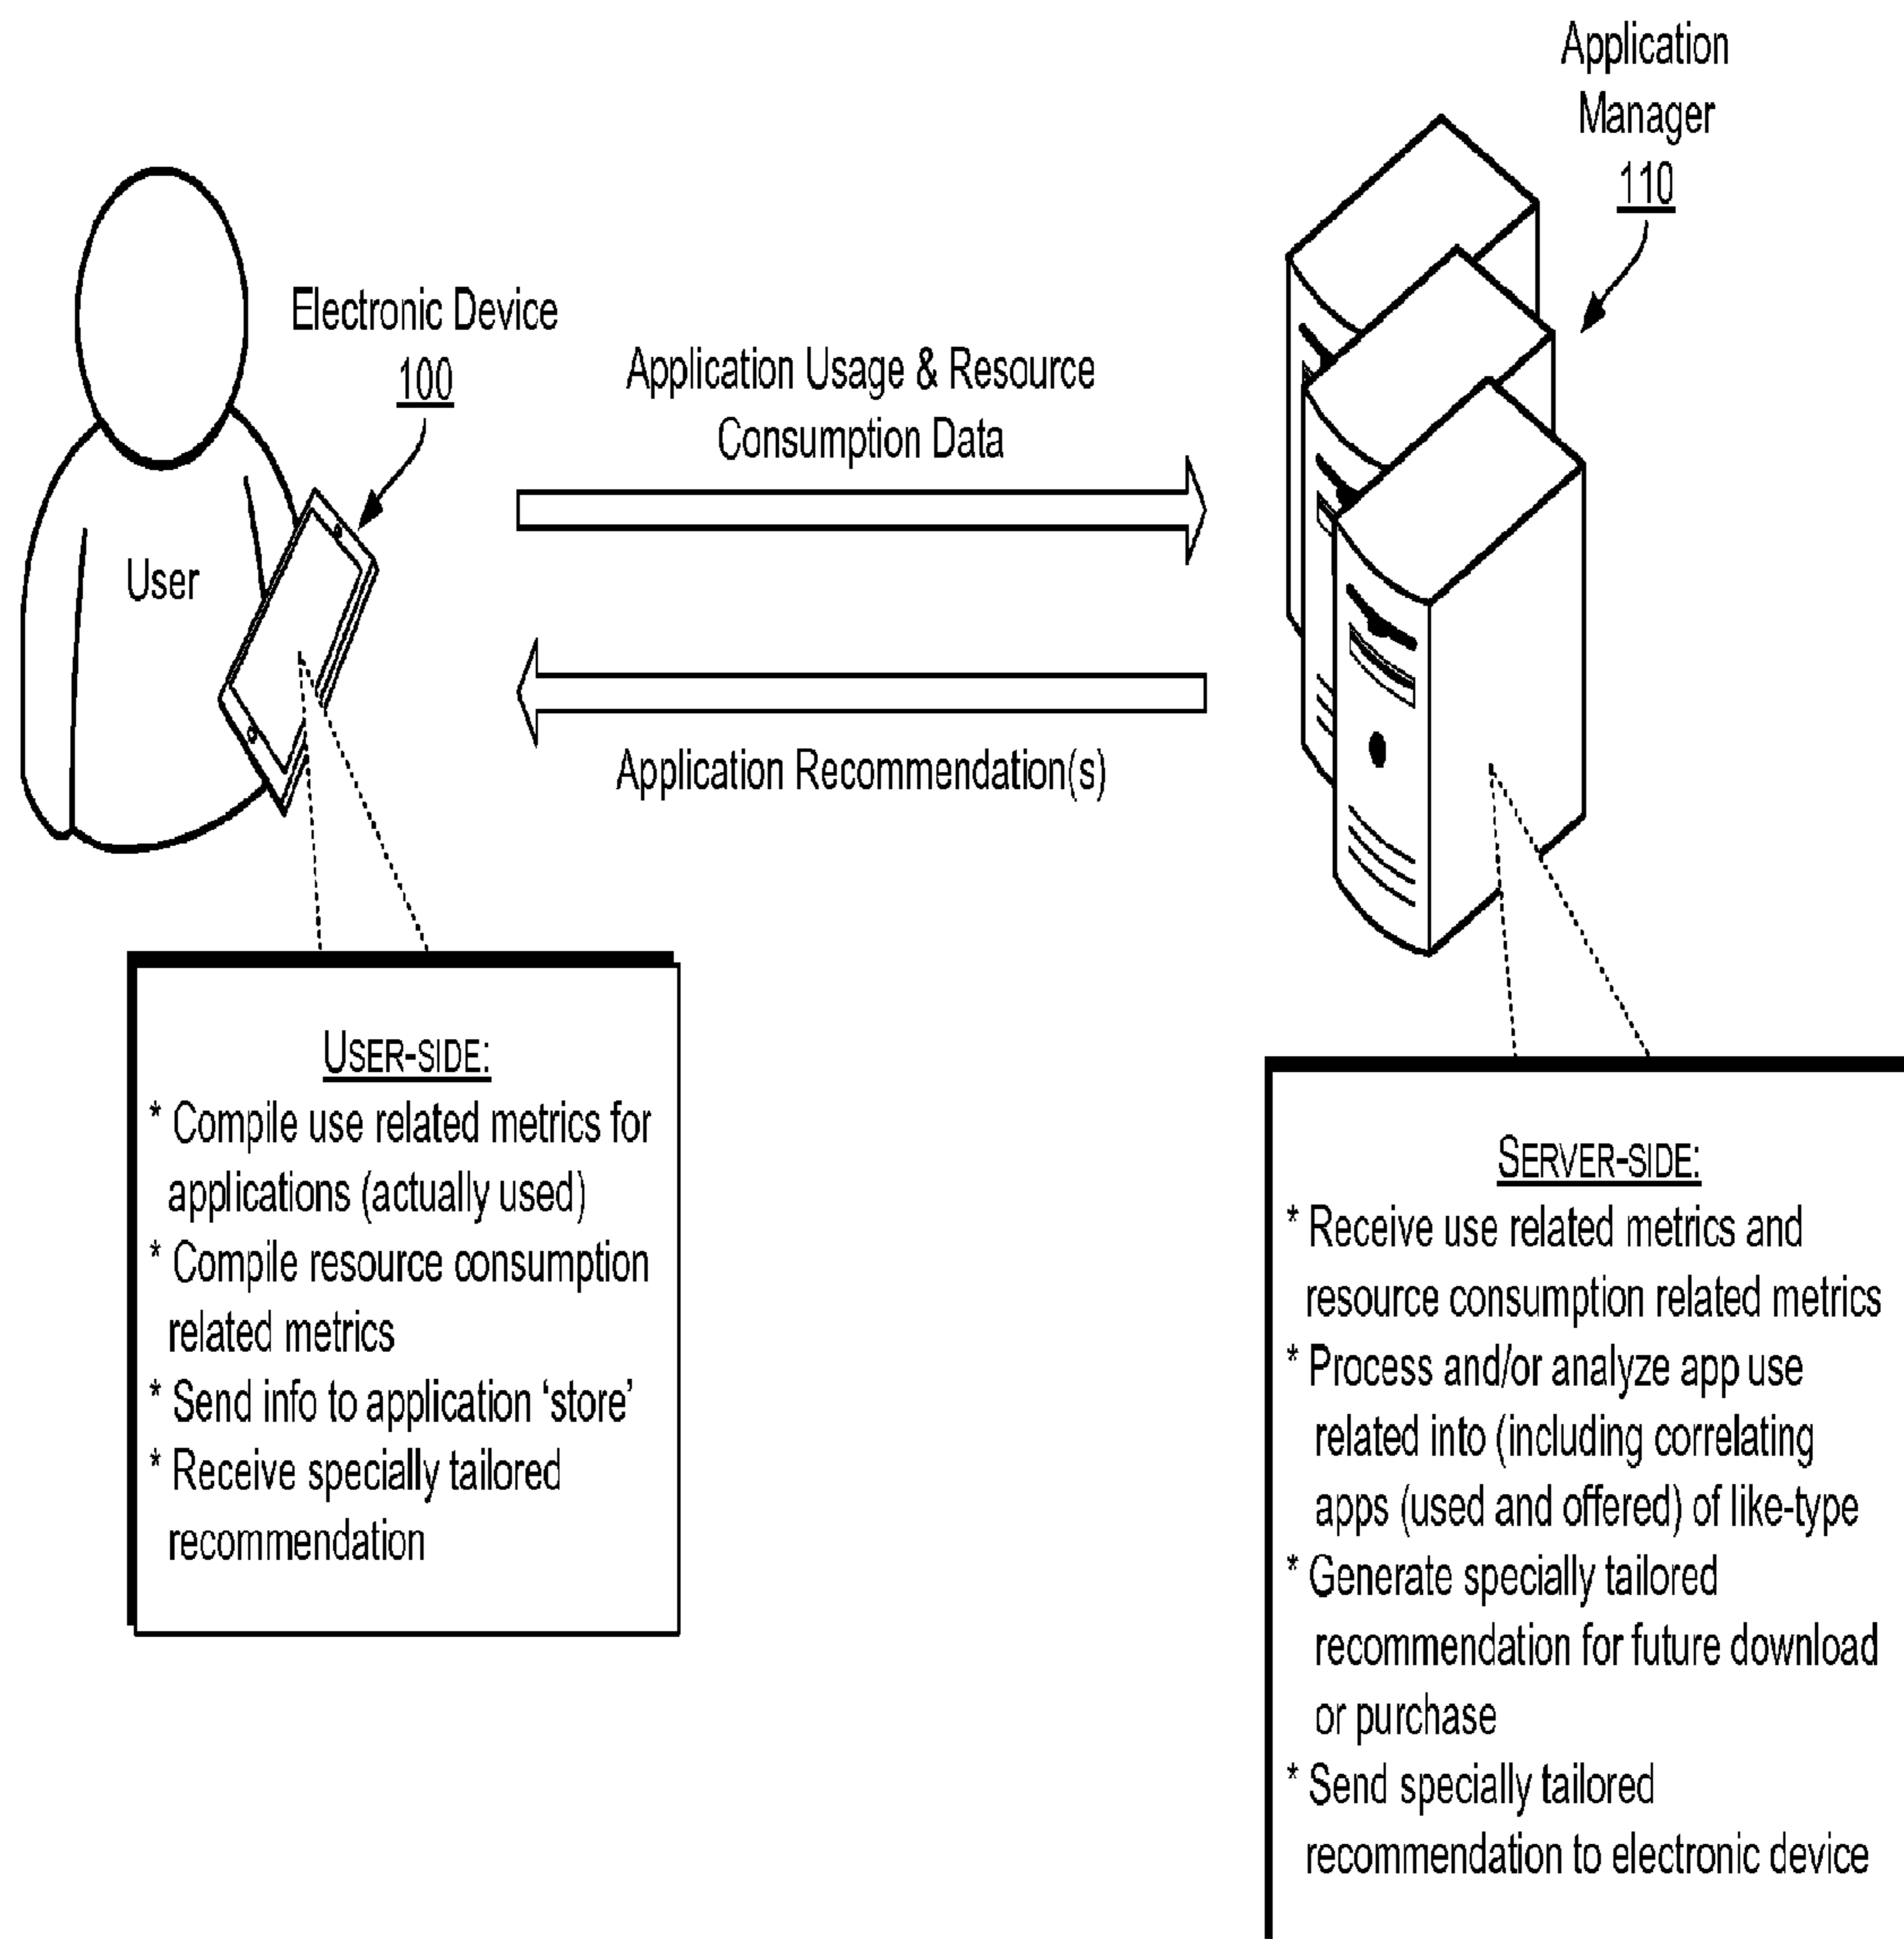 Application
Manager
110
Electronic Device
100
Application Usage & Resource
Consumption Data
User
Application Recommendation(s)
USER-SIDE:
* Compile use related metrics for
applications (actually used)
* Compile resource consumption
related metrics
* Send info to application ‘store’
* Receive specially tailored
recommendation
SERVER-SIDE:
* Receive use related metrics and
resource consumption related metrics
* Process and/or analyze app use
related into (including correlating
apps (used and offered) of like-type
* Generate specially tailored
recommendation for future download
or purchase
* Send specially tailored
recommendation to electronic device